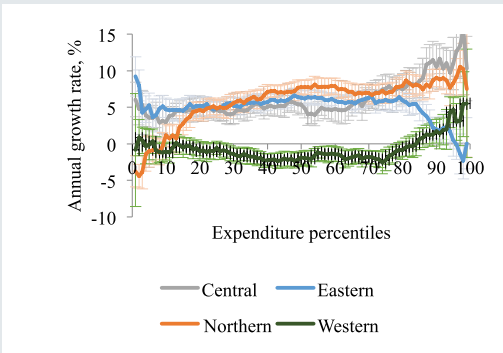 15
10
5
0
-5
-10
Annual growth rate, %
0 10 20 30 40 50 60 70 80 90 100
Expenditure percentiles
Central Eastern
Northern Western